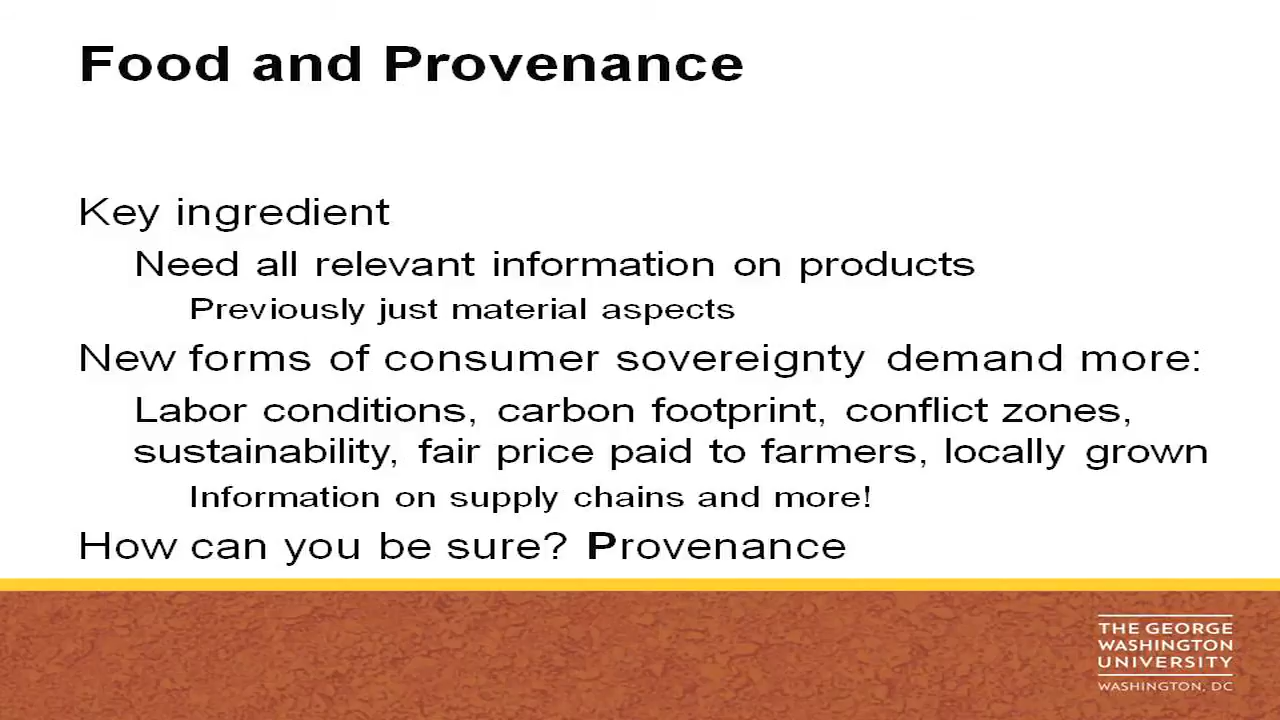 Food and Provenance
Key ingredient
Need all relevant information on products
Previously just material aspects
New forms of consumer sovereignty demand more:
Labor conditions, carbon footprint, conflict zones,
sustainability, fair price paid to farmers, locally grown
Information on supply chains and more!
How can you be sure? Provenance
THE GEORGE
WASHINGTON
UNIVERSITY
WASHINGTON, DC